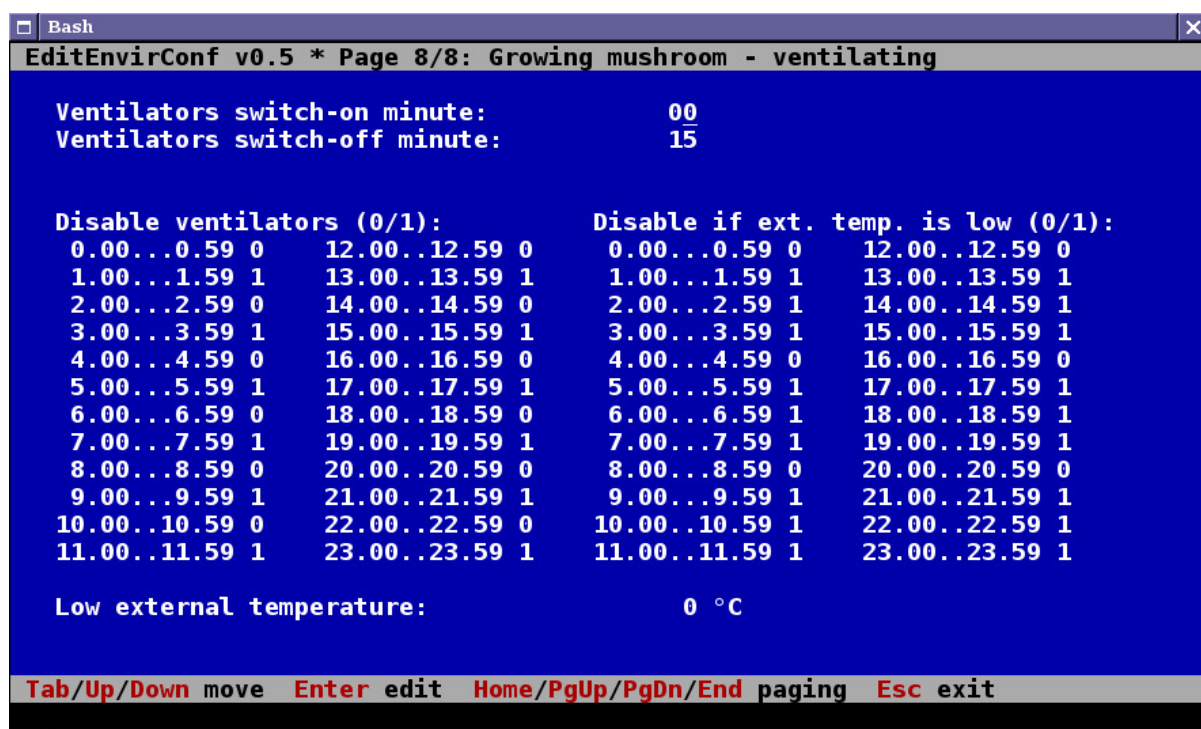 Bash
EditEnvirConf v0.5 * Page 8/8: Growing mushroom - ventilating
Ventilators switch-on minute: 00
Ventilators switch-off minute: 15
Disable ventilators (0/1): Disable if ext. temp. is low (0/1):
0.00...0.59 0 12.00..12.59 0 0.00...0.59 0 12.00..12.59 0
1.00...1.59 1 13.00..13.59 1 1.00...1.59 1 13.00..13.59 1
2.00...2.59 0 14.00..14.59 0 2.00...2.59 1 14.00..14.59 1
3.00...3.59 1 15.00..15.59 1 3.00...3.59 1 15.00..15.59 1
4.00...4.59 0 16.00..16.59 0 4.00...4.59 0 16.00..16.59 0
5.00...5.59 1 17.00..17.59 1 5.00...5.59 1 17.00..17.59 1
6.00...6.59 0 18.00..18.59 0 6.00...6.59 1 18.00..18.59 1
7.00...7.59 1 19.00..19.59 1 7.00...7.59 1 19.00..19.59 1
8.00...8.59 0 20.00..20.59 0 8.00...8.59 0 20.00..20.59 0
9.00...9.59 1 21.00..21.59 1 9.00...9.59 1 21.00..21.59 1
10.00..10.59 0 22.00..22.59 0 10.00..10.59 1 22.00..22.59 1
11.00..11.59 1 23.00..23.59 1 11.00..11.59 1 23.00..23.59 1
Low external temperature: 0 °C
Tab/Up/Down move Enter edit Home/PgUp/PgDn/End paging Esc exit